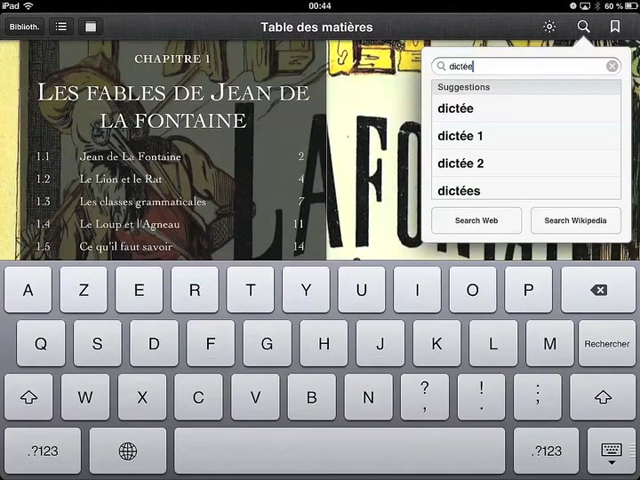 iPad 00:44 60 %
Biblioth. Table des matières
CHAPITRE 1
LES FABLES DE JEAN DE
LA FONTAINE
1.1 Jean de La Fontaine 2
1.2 Le Lion et le Rat 4
1.3 Les classes grammaticales 7
1.4 Le Loup et l'Agneau 11
1.5 Ce qu'il faut savoir 14
LAFON
dictée
Suggestions
dictée
dictée 1
dictée 2
dictées
Search Web Search Wikipedia
A Z E R T Y U I O P
Q S D F G H J K L M Rechercher
W X C V B N ? , ! . ; :
.?123 .?123